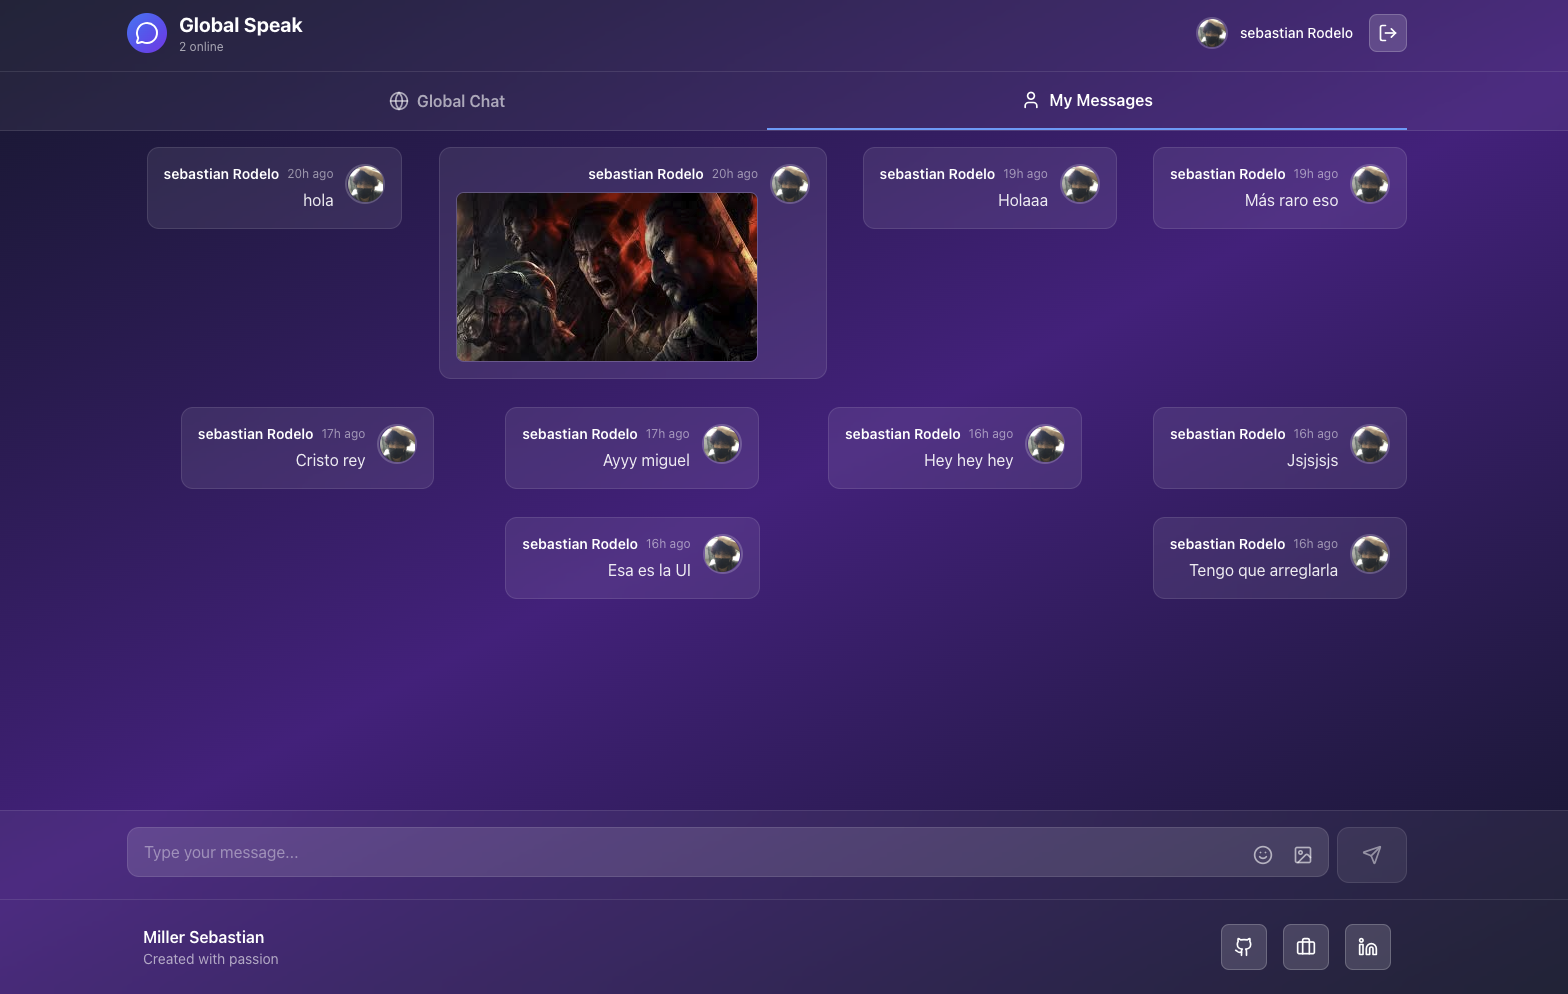 Global Speak
2 online
sebastian Rodelo
Global Chat
My Messages
sebastian Rodelo 20h ago
hola
sebastian Rodelo 20h ago
sebastian Rodelo 19h ago
Holaaa
sebastian Rodelo 19h ago
Más raro eso
sebastian Rodelo 17h ago
Cristo rey
sebastian Rodelo 17h ago
Ayyy miguel
sebastian Rodelo 16h ago
Hey hey hey
sebastian Rodelo 16h ago
Jsjsjsjs
sebastian Rodelo 16h ago
Esa es la UI
sebastian Rodelo 16h ago
Tengo que arreglarla
Type your message...
Miller Sebastian
Created with passion